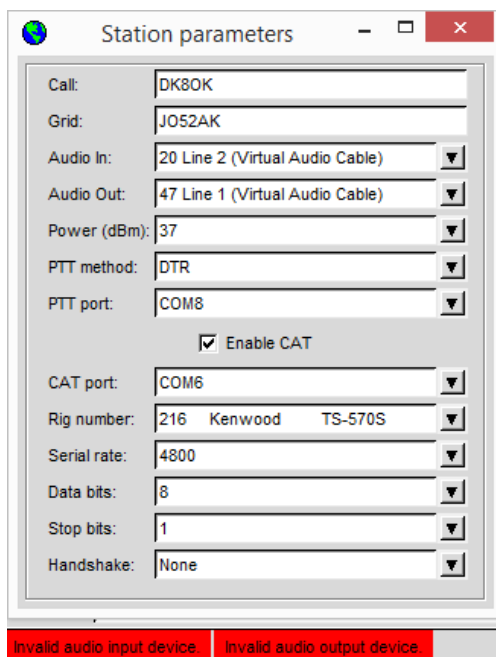 Station parameters
Call: DK8OK
Grid: JO52AK
Audio In: 20 Line 2 (Virtual Audio Cable)
Audio Out: 47 Line 1 (Virtual Audio Cable)
Power (dBm): 37
PTT method: DTR
PTT port: COM8
Enable CAT
CAT port: COM6
Rig number: 216 Kenwood TS-570S
Serial rate: 4800
Data bits: 8
Stop bits: 1
Handshake: None
Invalid audio input device. Invalid audio output device.